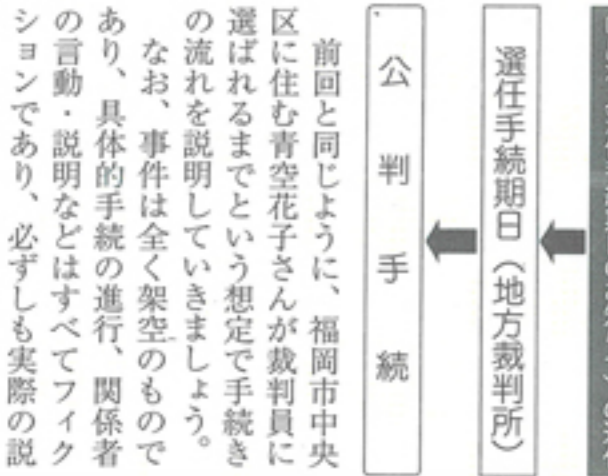 選任手続期日(地方裁判所)
公判手続
前回と同じように、福岡市中央
区に住む青空花子さんが裁判員に
選ばれるまでという想定で手続き
の流れを説明していきましょう。
なお、事件は全く架空のもので
あり、具体的手続の進行、関係者
の言動・説明などはすべてフィク
ションであり、必ずしも実際の説